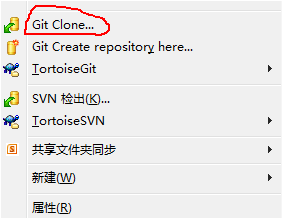 Git Clone...
Git Create repository here...
TortoiseGit
SVN 检出(K)...
TortoiseSVN
共享文件夹同步
新建(W)
属性(R)